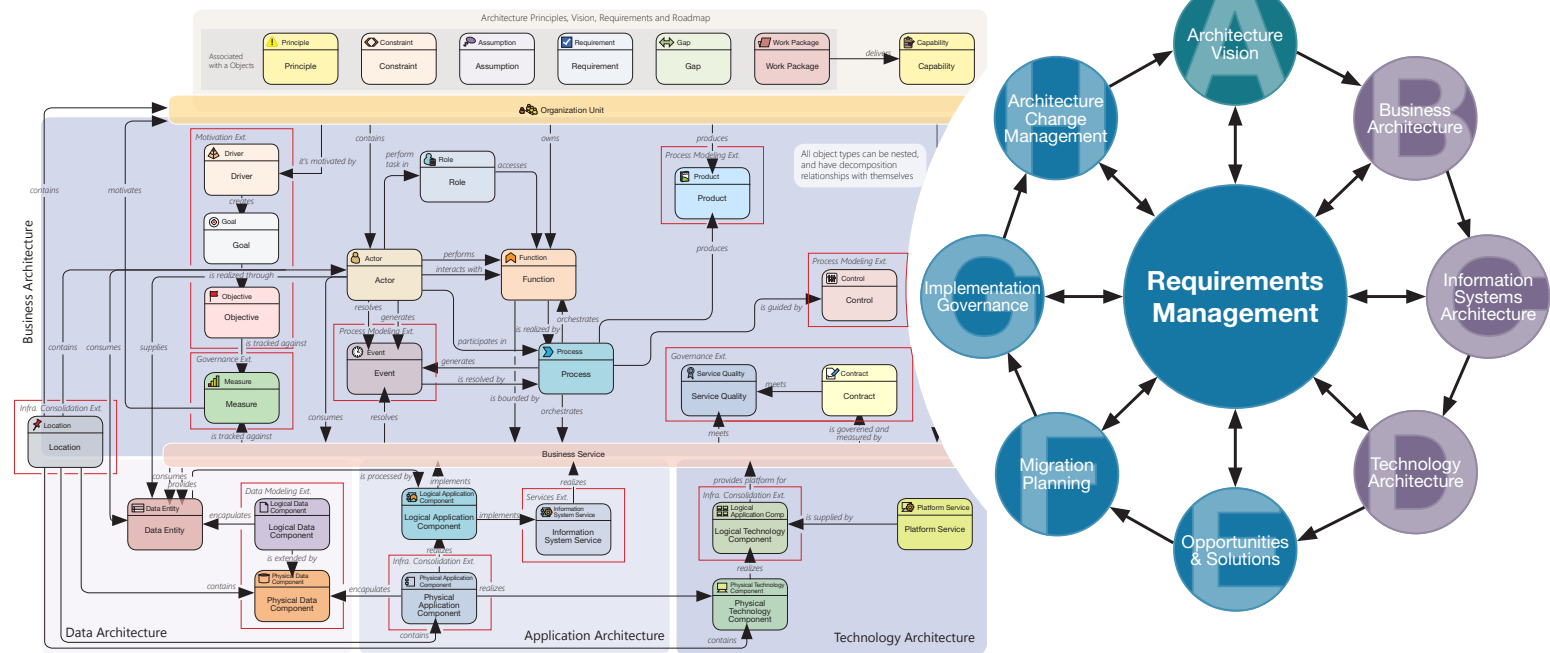 Architecture Principles, Vision, Requirements and Roadmap
Associated
with a Objects
Principle
Principle
Constraint
Constraint
Assumption
Assumption
Requirement
Requirement
Gap
Gap
Work Package
Work Package
delivers
Capability
Capability
Organization Unit
Business Architecture
contains
motivates
Motivation Ext.
Driver
Driver
it's motivated by
creates
Goal
Goal
is realized through
Objective
Objective
is tracked against
Governance Ext.
Measure
Measure
is tracked against
contains
consumes
supplies
contains
perform
task in
Role
Role
accesses
owns
produces
Process Modeling Ext.
Product
Product
All object types can be nested,
and have decomposition
relationships with themselves
Actor
Actor
performs
interacts with
Function
Function
produces
Process Modeling Ext.
Control
Control
is guided by
resolves
generates
orchestrates
is realized by
participates in
Process Modeling Ext.
Event
Event
generates
is resolved by
Process
Process
is bounded by
orchestrates
consumes
resolves
Governance Ext.
Service Quality
Service Quality
meets
Contract
Contract
meets
is goverened and
measured by
Infra. Consolidation Ext.
Location
Location
Business Service
consumes
provides
is processed by
implements
realizes
provides platform for
Data Entity
Data Entity
encapulates
Data Modeling Ext.
Logical Data
Component
Logical Data
Component
is extended by
Physical Data
Component
Physical Data
Component
contains
encapulates
Logical Application
Component
Logical Application
Component
implements
Services Ext.
Information
System Service
Information
System Service
realizes
Infra. Consolidation Ext.
Physical Application
Component
Physical
Application
Component
realizes
contains
Infra. Consolidation Ext.
Logical
Application Comp
Logical Technology
Component
is supplied by
Platform Service
Platform Service
realizes
Physical Technology
Component
Physical
Technology
Component
contains
Data Architecture
Application Architecture
Technology Architecture
A
Architecture
Vision
B
Business
Architecture
C
Information
Systems
Architecture
D
Technology
Architecture
E
Opportunities
& Solutions
F
Migration
Planning
G
Implementation
Governance
H
Architecture
Change
Management
Requirements
Management